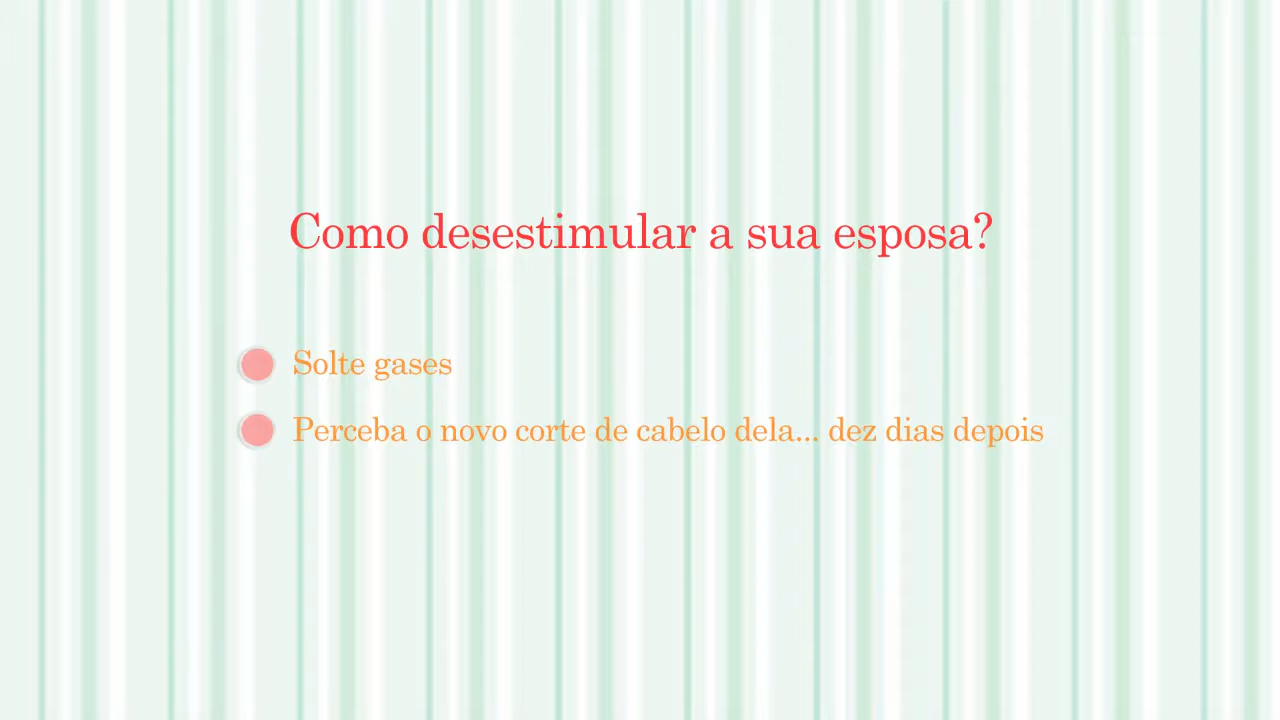 Como desestimular a sua esposa?
Solte gases
Perceba o novo corte de cabelo dela... dez dias depois